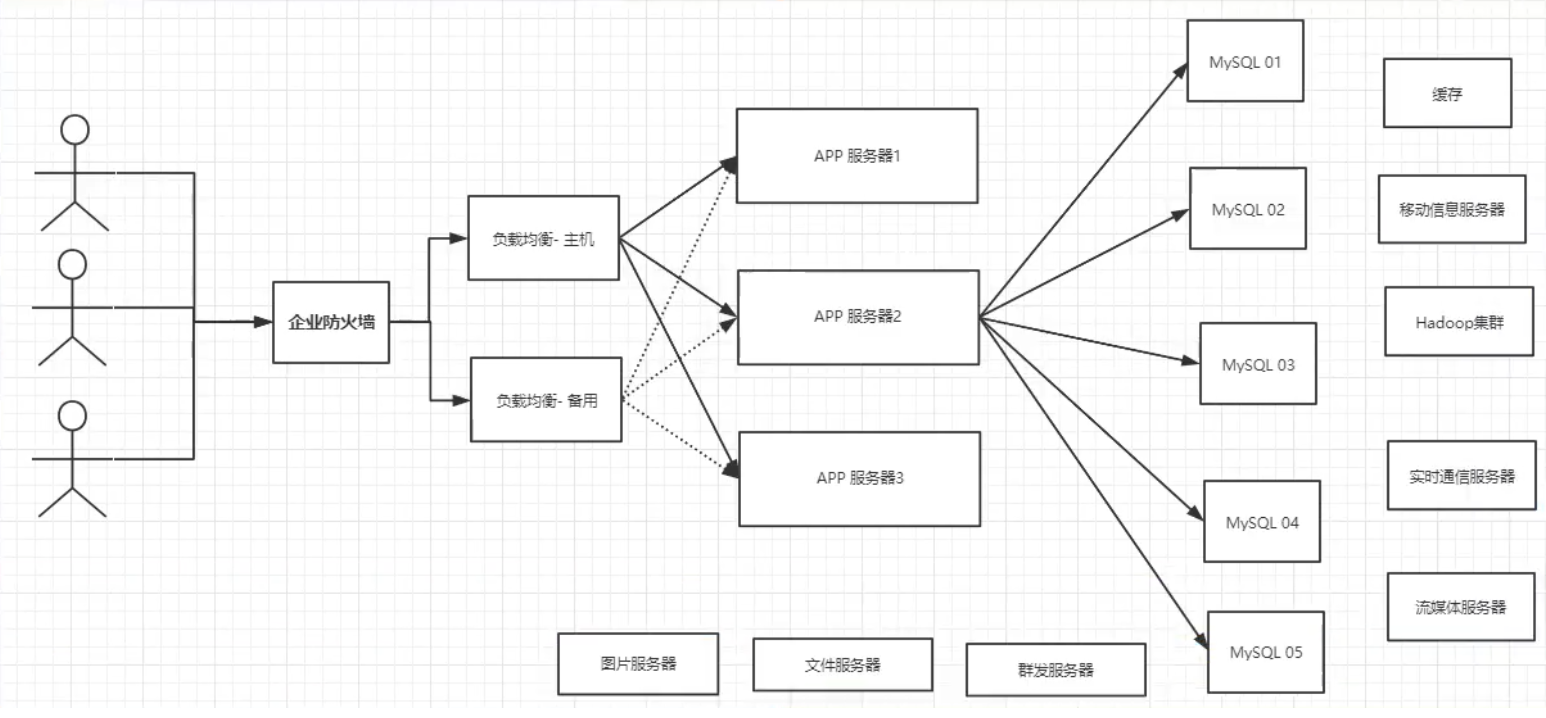 企业防火墙
负载均衡- 主机
负载均衡- 备用
APP 服务器1
APP 服务器2
APP 服务器3
MySQL 01
MySQL 02
MySQL 03
MySQL 04
MySQL 05
缓存
移动信息服务器
Hadoop集群
实时通信服务器
流媒体服务器
图片服务器
文件服务器
群发服务器